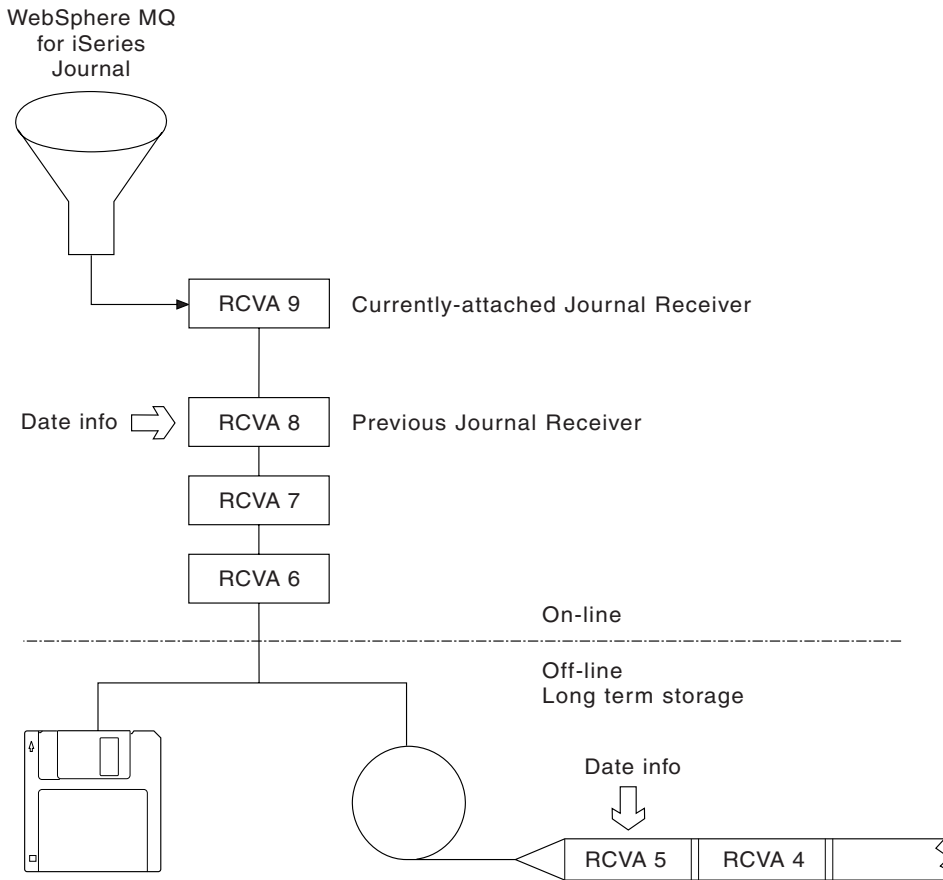 WebSphere MQ
for iSeries
Journal
RCVA 9
Currently-attached Journal Receiver
Date info
RCVA 8
Previous Journal Receiver
RCVA 7
RCVA 6
On-line
Off-line
Long term storage
Date info
RCVA 5
RCVA 4